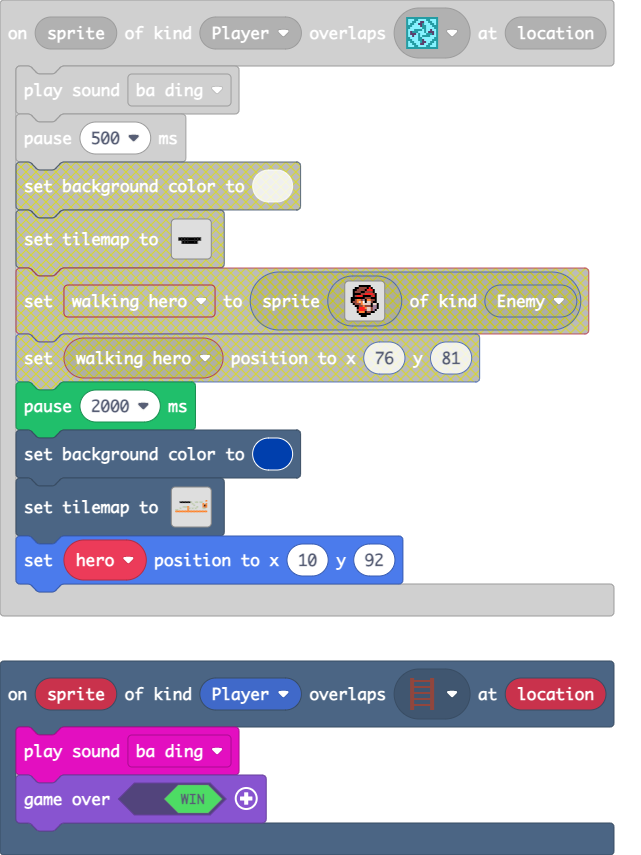 on sprite of kind Player overlaps at location
play sound ba ding
pause 500 ms
set background color to
set tilemap to
set walking hero to sprite of kind Enemy
set walking hero position to x 76 y 81
pause 2000 ms
set background color to
set tilemap to
set hero position to x 10 y 92
on sprite of kind Player overlaps at location
play sound ba ding
game over WIN